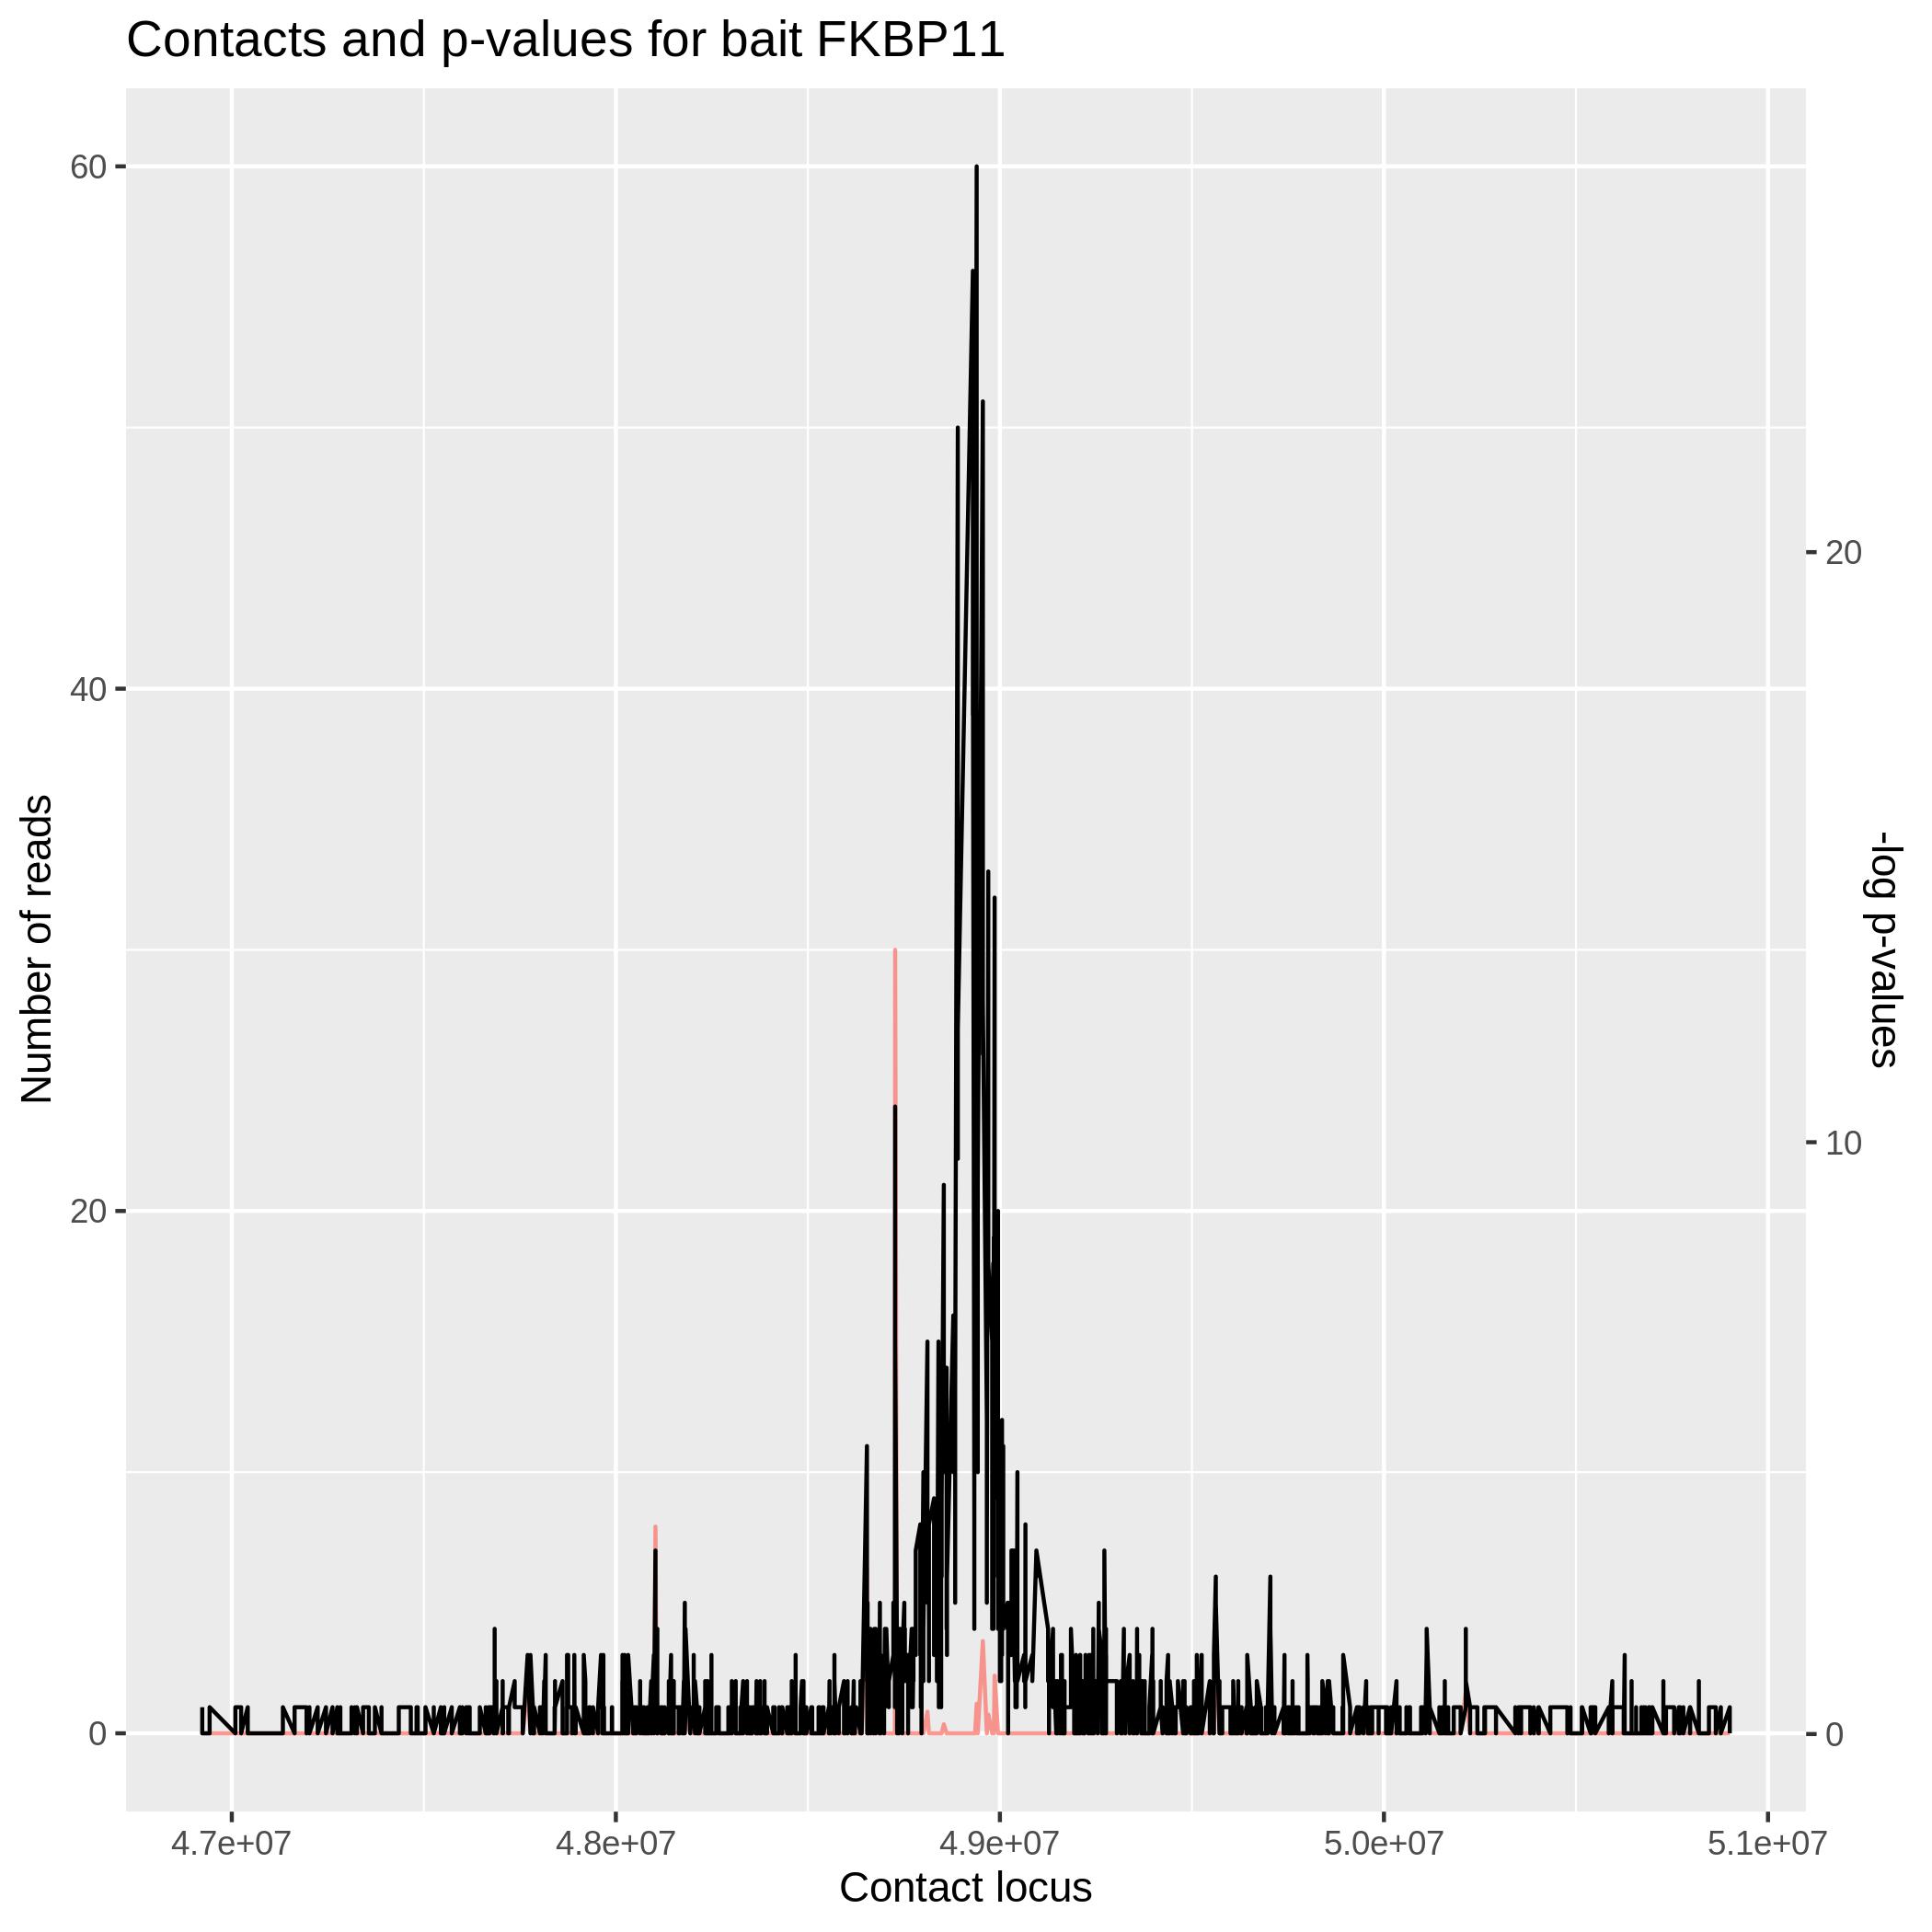 Contacts and p-values for bait FKBP11
60
40
20
0
Number of reads
20
10
0
-log p-values
4.7e+07 4.8e+07 4.9e+07 5.0e+07 5.1e+07
Contact locus